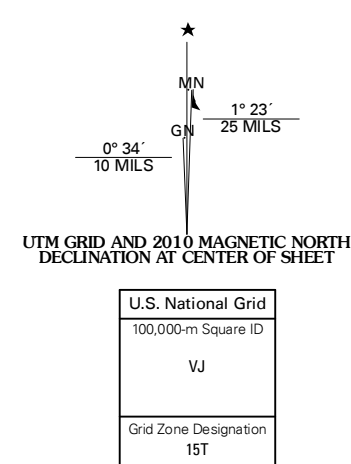 ★
MN
1° 23´
25 MILS
GN
0° 34´
10 MILS
UTM GRID AND 2010 MAGNETIC NORTH
DECLINATION AT CENTER OF SHEET
U.S. National Grid
100,000-m Square ID
VJ
Grid Zone Designation
15T